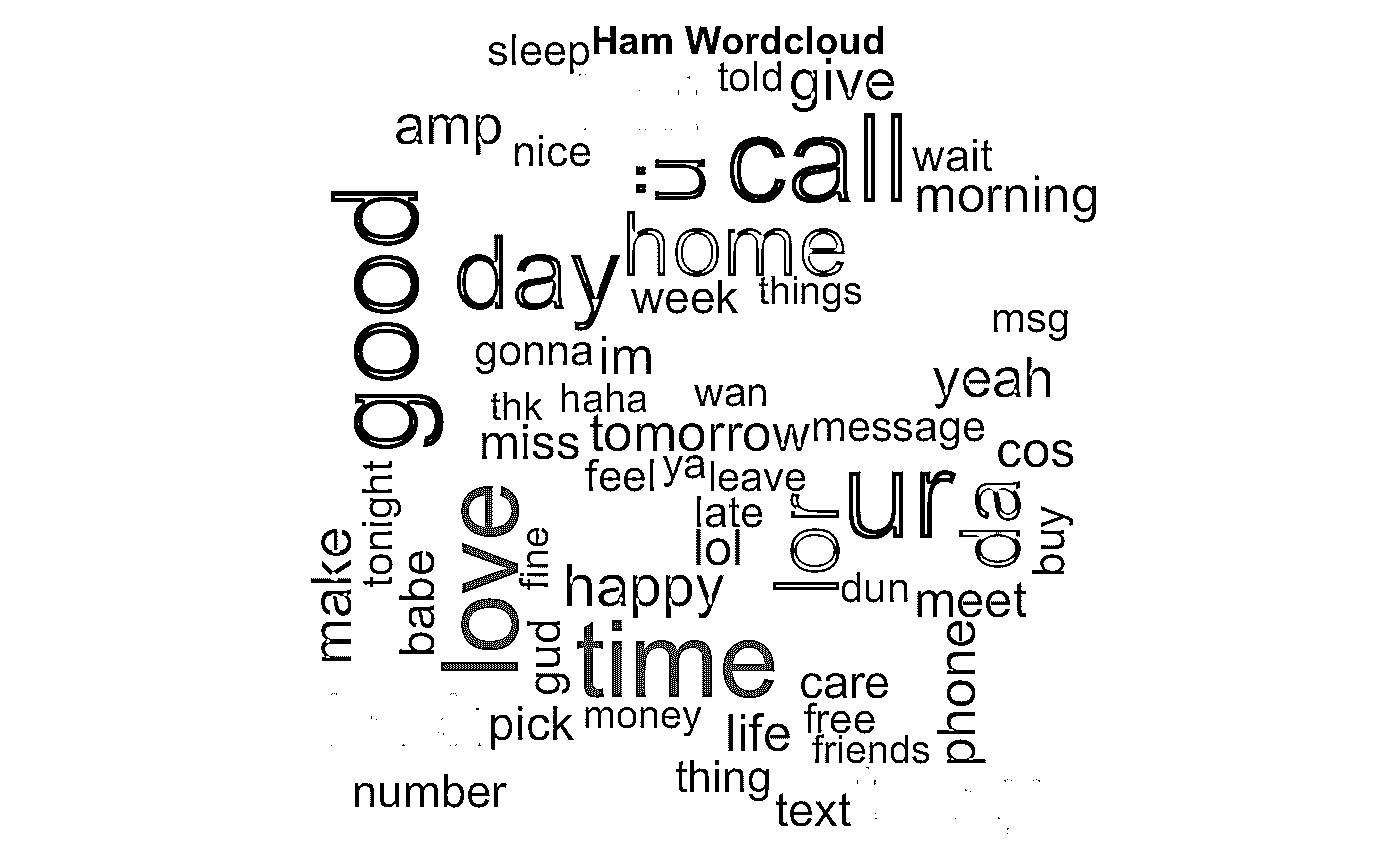 Ham Wordcloud
sleep
told
give
amp
nice
ü
call
wait
morning
good
day
home
week
things
msg
gonna
im
yeah
thk
haha
wan
miss
tomorrow
message
cos
feel
ya
leave
tonight
love
late
lor
ur
da
buy
make
babe
fine
lol
happy
dun
meet
gud
time
phone
care
pick
money
life
free
friends
number
thing
text